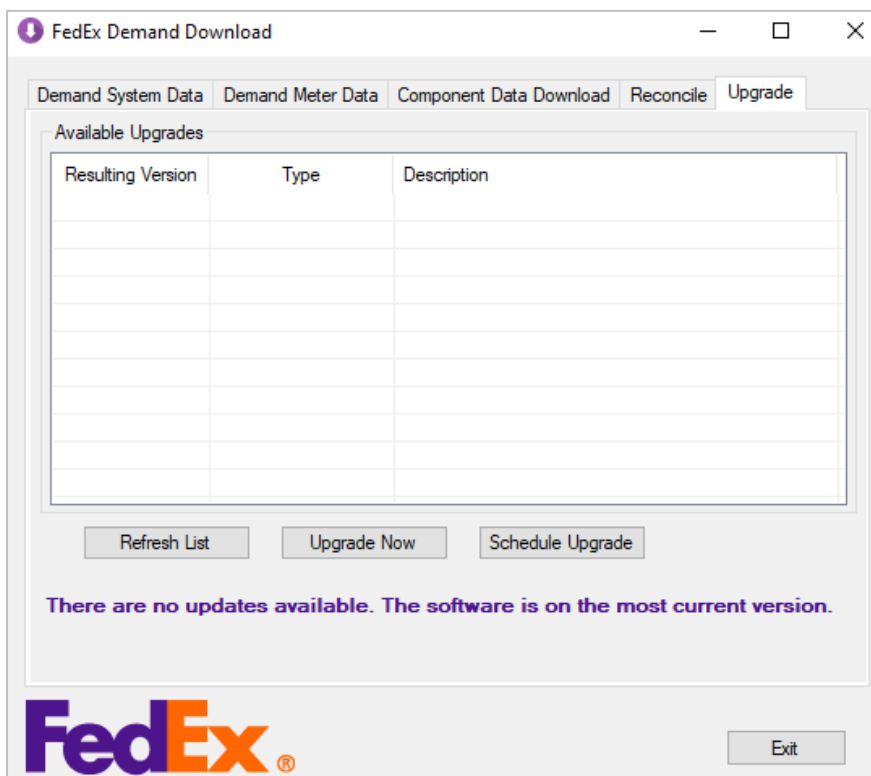 FedEx Demand Download
Demand System Data Demand Meter Data Component Data Download Reconcile Upgrade
Available Upgrades
Resulting Version Type Description
Refresh List Upgrade Now Schedule Upgrade
There are no updates available. The software is on the most current version.
FedEx®
Exit